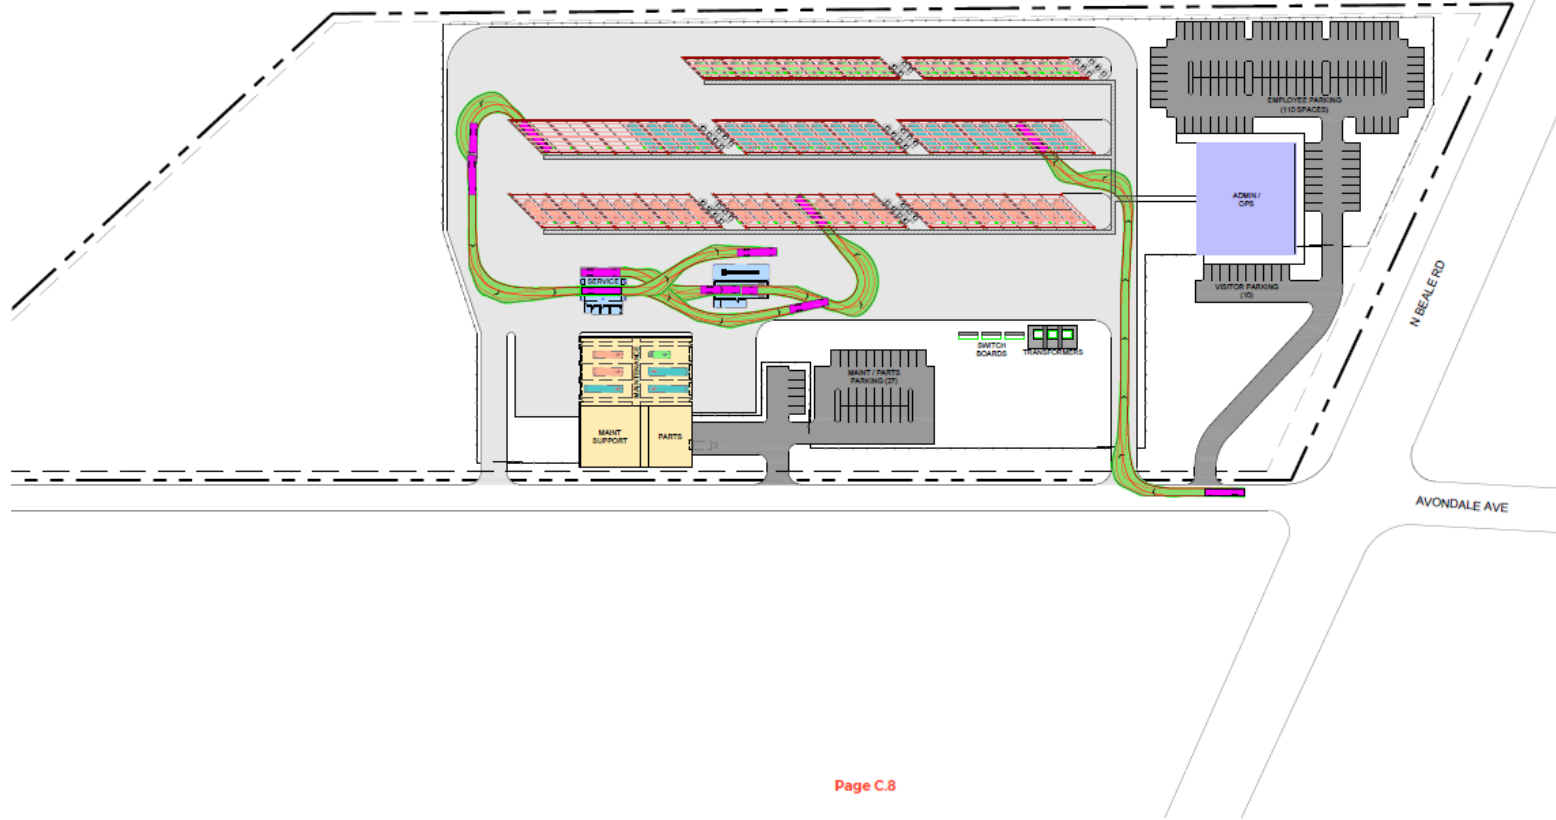 EMPLOYEE PARKING
(110 SPACES)
ADMIN /
OPS
N BEALE RD
SERVICE
VISITOR PARKING
(10)
SWITCH
BOARDS
TRANSFORMERS
MAINTENANCE
MAINT / PARTS
PARKING (27)
MAINT
SUPPORT
PARTS
AVONDALE AVE
Page C.8